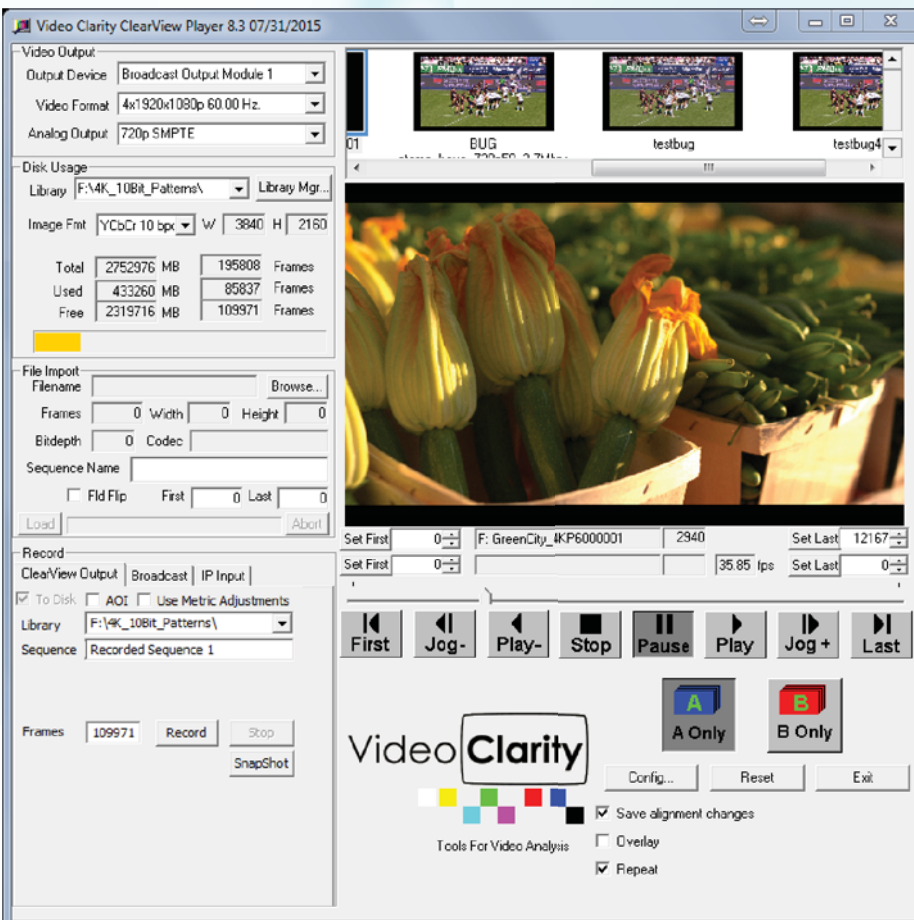 Video Clarity ClearView Player 8.3 07/31/2015
Video Output
Output Device Broadcast Output Module 1
Video Format 4x1920x1080p 60.00 Hz.
Analog Output 720p SMPTE
Disk Usage
Library F:\4K_10Bit_Patterns\ Library Mgr...
Image Fmt YCbCr 10 bpx W 3840 H 2160
Total 2752976 MB 195808 Frames
Used 433260 MB 85837 Frames
Free 2319716 MB 109971 Frames
File Import
Filename Browse...
Frames 0 Width 0 Height 0
Bitdepth 0 Codec
Sequence Name
Fld Flip First 0 Last 0
Load Abort
Record
ClearView Output Broadcast IP Input
To Disk AOI Use Metric Adjustments
Library F:\4K_10Bit_Patterns\
Sequence Recorded Sequence 1
Frames 109971 Record Stop
SnapShot
01 BUG testbug testbug4
Set First 0 F: GreenCity_4KP6000001 2940 Set Last 12167
Set First 0 35.85 fps Set Last 0
First Jog- Play- Stop Pause Play Jog+ Last
A B
A Only B Only
Video Clarity
Tools For Video Analysis
Config... Reset Exit
Save alignment changes
Overlay
Repeat